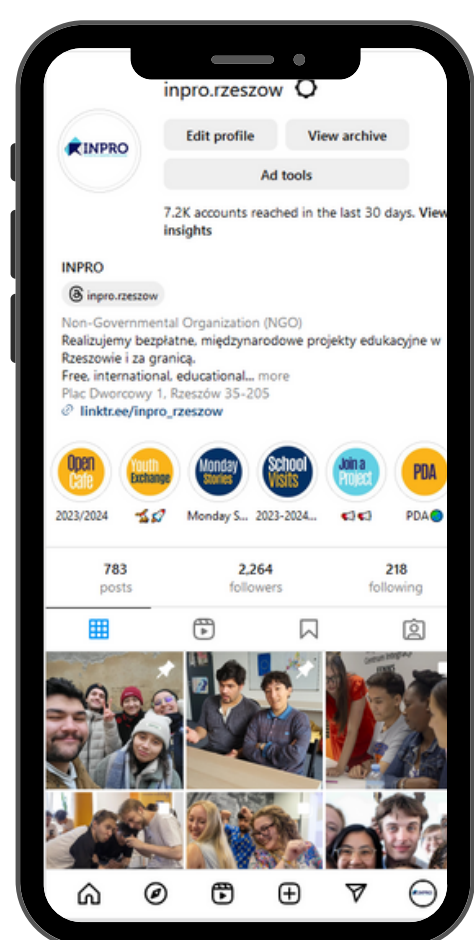 inpro.rzeszow
INPRO
Edit profile
View archive
Ad tools
7.2K accounts reached in the last 30 days. View
insights
INPRO
inpro.rzeszow
Non-Governmental Organization (NGO)
Realizujemy bezpłatne, międzynarodowe projekty edukacyjne w
Rzeszowie i za granicą.
Free, international, educational... more
Plac Dworcowy 1, Rzeszów 35-205
linktr.ee/inpro_rzeszow
Open
Cafe
Youth
Exchange
Monday
Stories
School
Visits
Join a
Project
PDA
2023/2024
Monday S...
2023-2024...
PDA
783
2,264
218
posts
followers
following